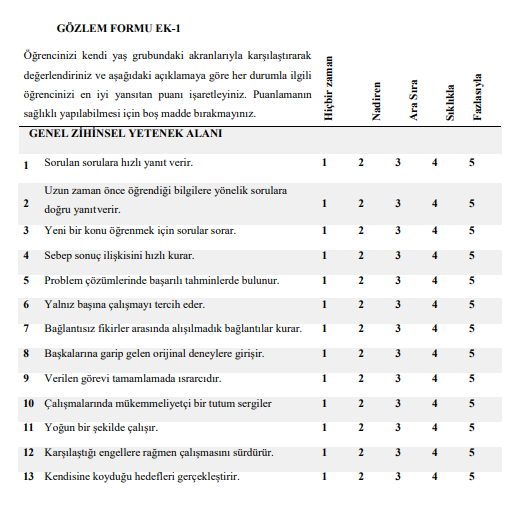 GÖZLEM FORMU EK-1
Öğrencinizi kendi yaş grubundaki akranlarıyla karşılaştırarak
değerlendiriniz ve aşağıdaki açıklamaya göre her durumla ilgili
öğrencinizi en iyi yansıtan puanı işaretleyiniz. Puanlamanın
sağlıklı yapılabilmesi için boş madde bırakmayınız.
Hiçbir zaman
Nadiren
Ara Sıra
Sıklıkla
Fazlasıyla
GENEL ZİHİNSEL YETENEK ALANI
1 Sorulan sorulara hızlı yanıt verir. 1 2 3 4 5
Uzun zaman önce öğrendiği bilgilere yönelik sorulara
2 doğru yanıtverir. 1 2 3 4 5
3 Yeni bir konu öğrenmek için sorular sorar. 1 2 3 4 5
4 Sebep sonuç ilişkisini hızlı kurar. 1 2 3 4 5
5 Problem çözümlerinde başarılı tahminlerde bulunur. 1 2 3 4 5
6 Yalnız başına çalışmayı tercih eder. 1 2 3 4 5
7 Bağlantısız fikirler arasında alışılmadık bağlantılar kurar. 1 2 3 4 5
8 Başkalarına garip gelen orijinal deneylere girişir. 1 2 3 4 5
9 Verilen görevi tamamlamada ısrarcıdır. 1 2 3 4 5
10 Çalışmalarında mükemmeliyetçi bir tutum sergiler 1 2 3 4 5
11 Yoğun bir şekilde çalışır. 1 2 3 4 5
12 Karşılaştığı engellere rağmen çalışmasını sürdürür. 1 2 3 4 5
13 Kendisine koyduğu hedefleri gerçekleştirir. 1 2 3 4 5